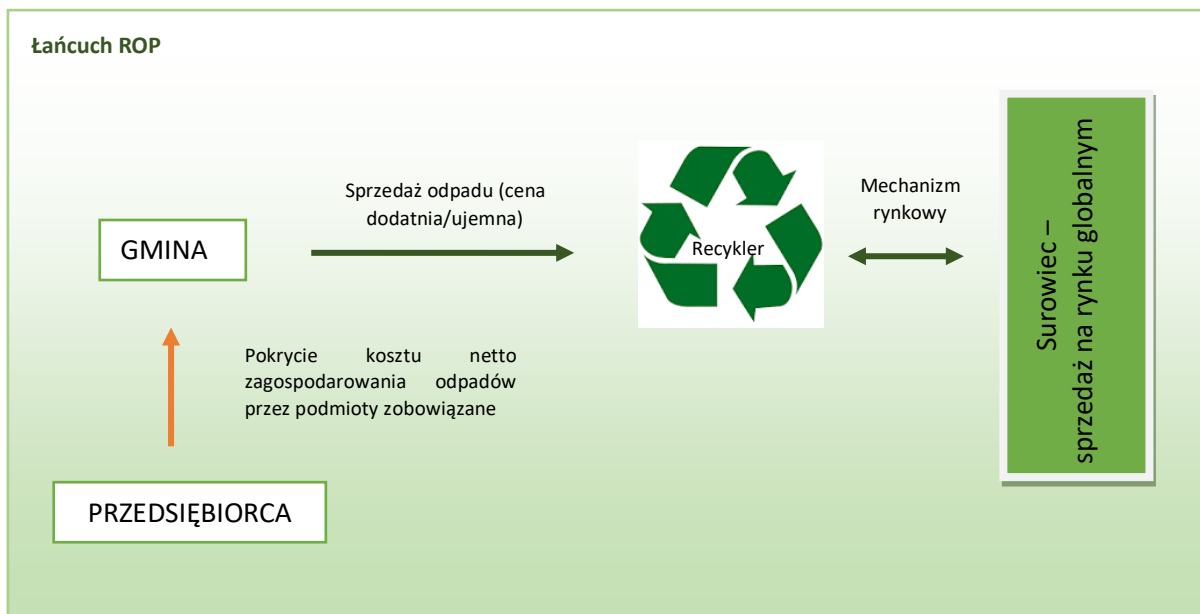 Łańcuch ROP
Sprzedaż odpadu (cena
dodatnia/ujemna)
GMINA
Recykler
Mechanizm
rynkowy
Surowiec –
sprzedaż na rynku globalnym
Pokrycie kosztu netto
zagospodarowania odpadów
przez podmioty zobowiązane
PRZEDSIĘBIORCA